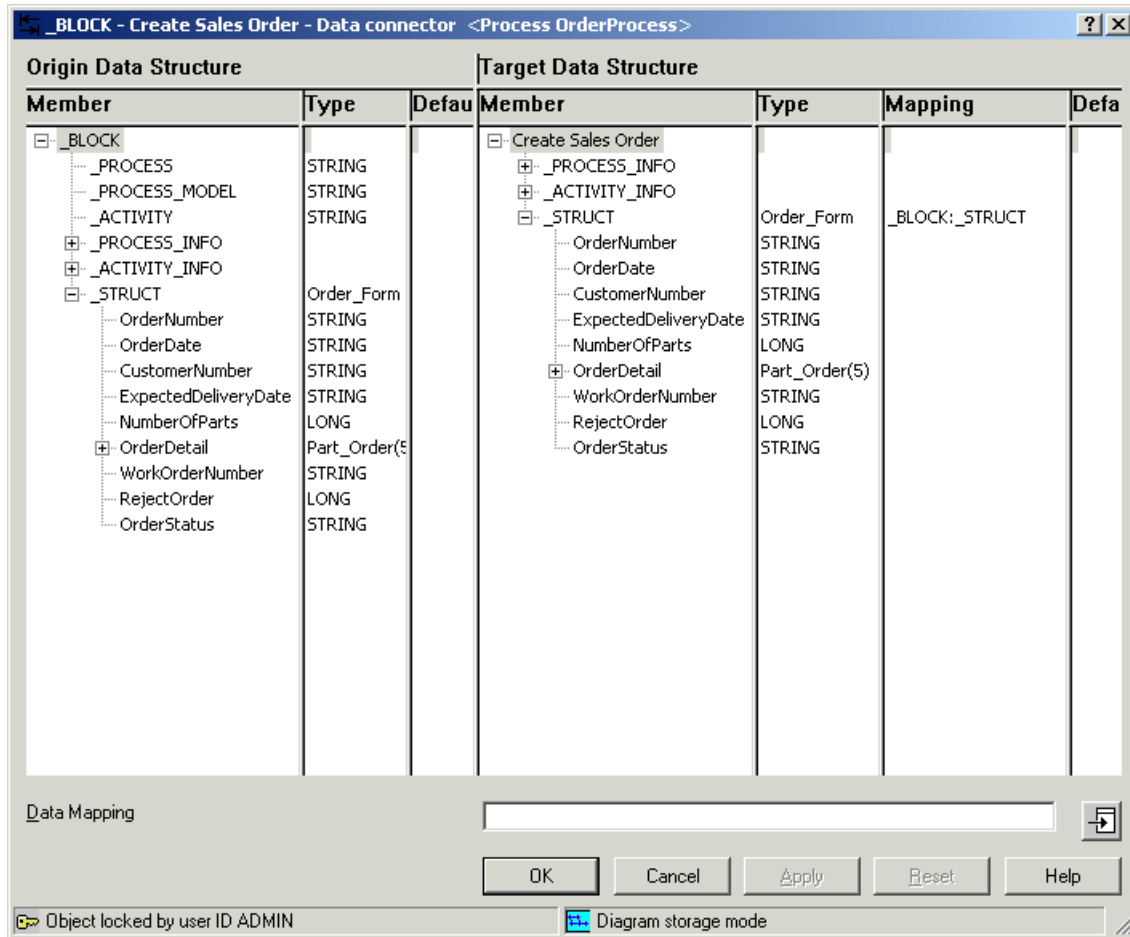 _BLOCK - Create Sales Order - Data connector <Process OrderProcess>
Origin Data Structure Target Data Structure
Member Type Defau Member Type Mapping Defa
_BLOCK Create Sales Order
_PROCESS STRING _PROCESS_INFO
_PROCESS_MODEL STRING _ACTIVITY_INFO
_ACTIVITY STRING _STRUCT Order_Form _BLOCK:_STRUCT
_PROCESS_INFO OrderNumber STRING
_ACTIVITY_INFO OrderDate STRING
_STRUCT Order_Form CustomerNumber STRING
OrderNumber STRING ExpectedDeliveryDate STRING
OrderDate STRING NumberOfParts LONG
CustomerNumber STRING OrderDetail Part_Order(5)
ExpectedDeliveryDate STRING WorkOrderNumber STRING
NumberOfParts LONG RejectOrder LONG
OrderDetail Part_Order(5 OrderStatus STRING
WorkOrderNumber STRING
RejectOrder LONG
OrderStatus STRING
Data Mapping
OK Cancel Apply Reset Help
Object locked by user ID ADMIN Diagram storage mode